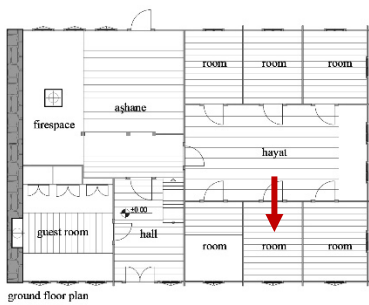 room room room
aşhane
firespace
hayat
±0.00
guest room
hall
room room room
ground floor plan